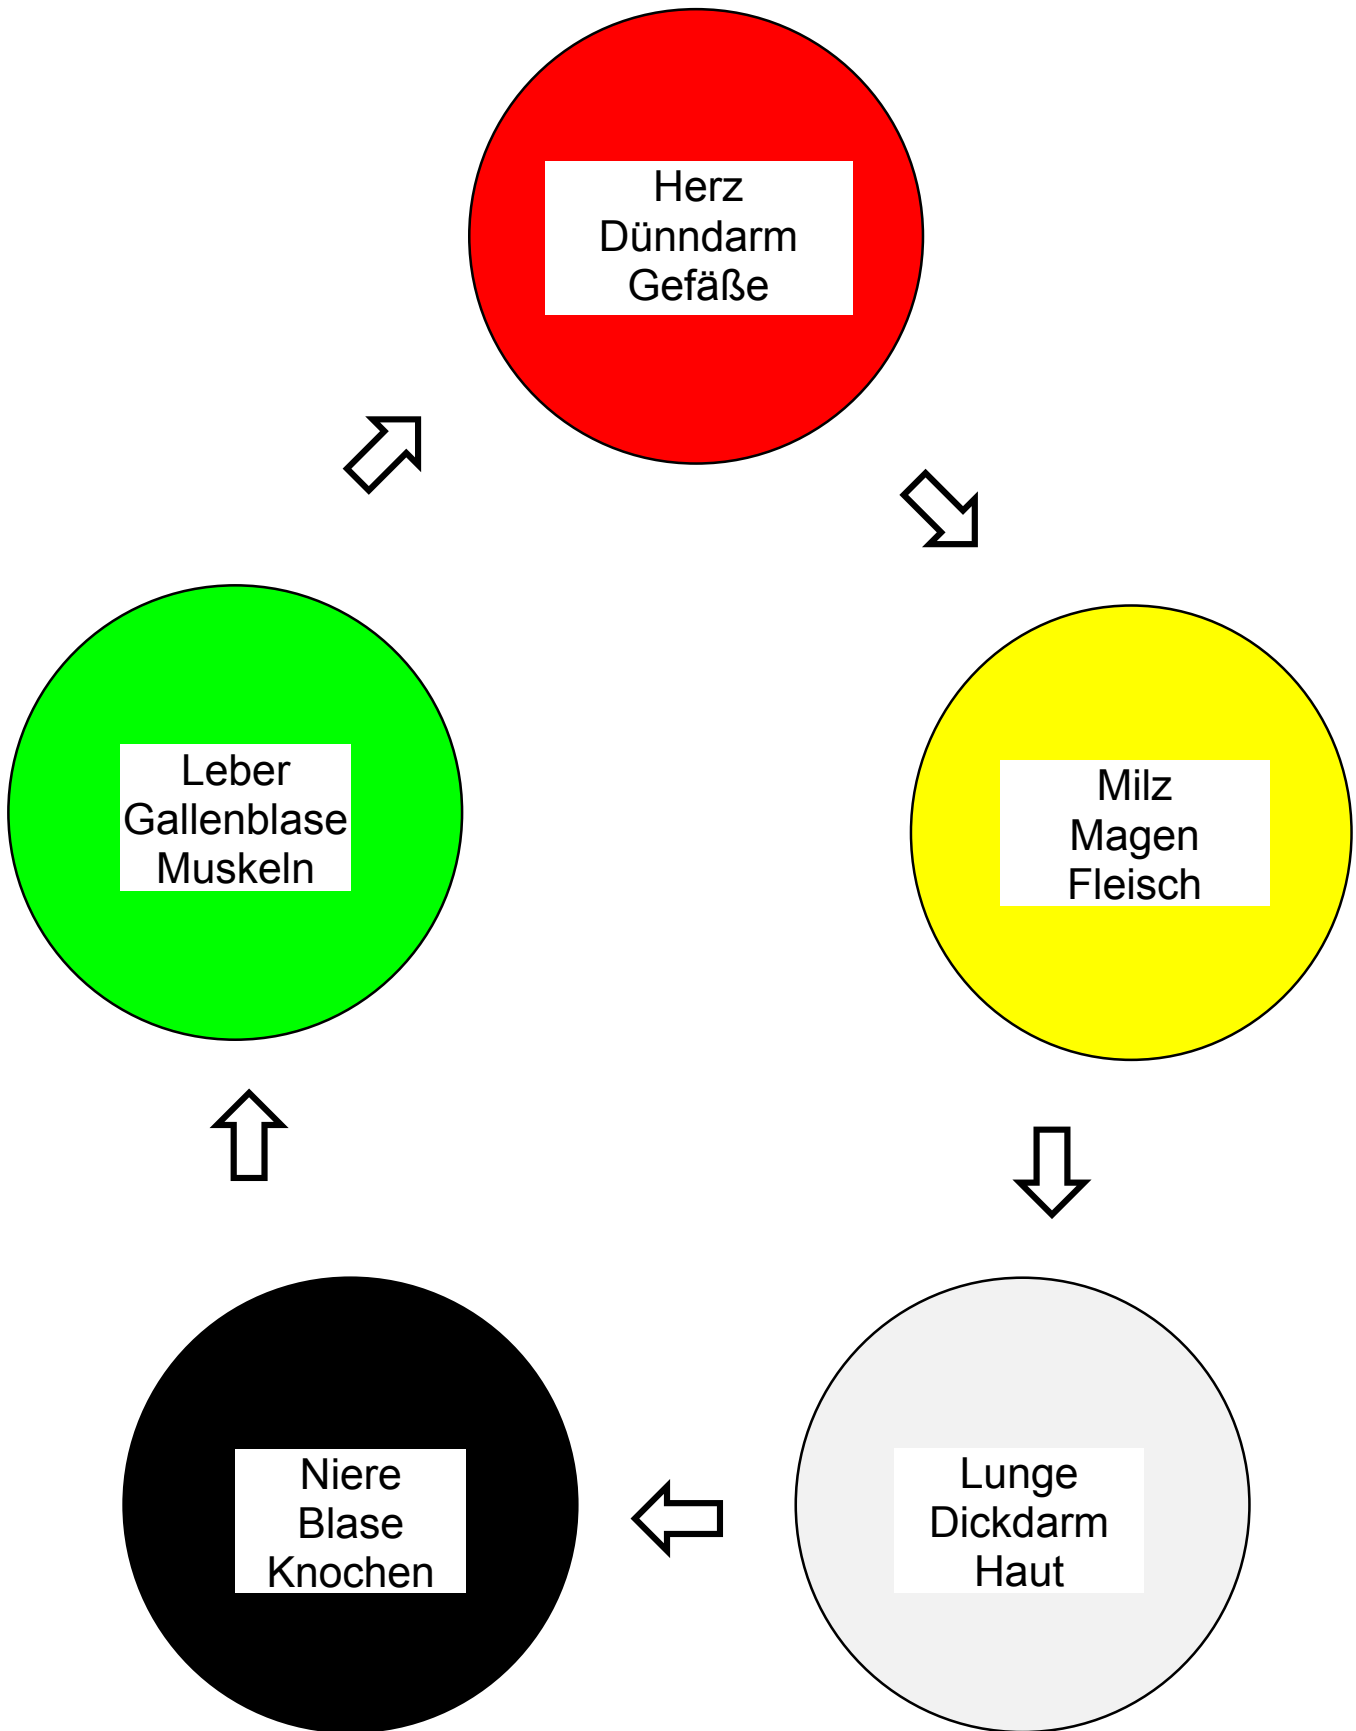 Herz
Dünndarm
Gefäße
Leber
Gallenblase
Muskeln
Milz
Magen
Fleisch
Niere
Blase
Knochen
Lunge
Dickdarm
Haut